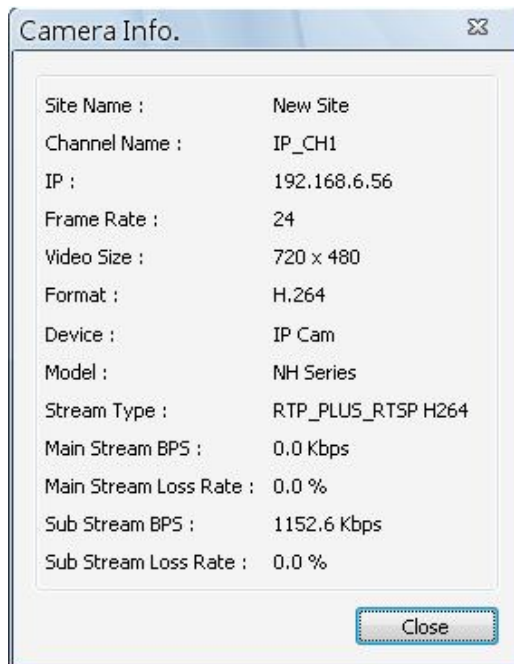 Camera Info.
Site Name : New Site
Channel Name : IP_CH1
IP : 192.168.6.56
Frame Rate : 24
Video Size : 720 x 480
Format : H.264
Device : IP Cam
Model : NH Series
Stream Type : RTP_PLUS_RTSP H264
Main Stream BPS : 0.0 Kbps
Main Stream Loss Rate : 0.0 %
Sub Stream BPS : 1152.6 Kbps
Sub Stream Loss Rate : 0.0 %
Close